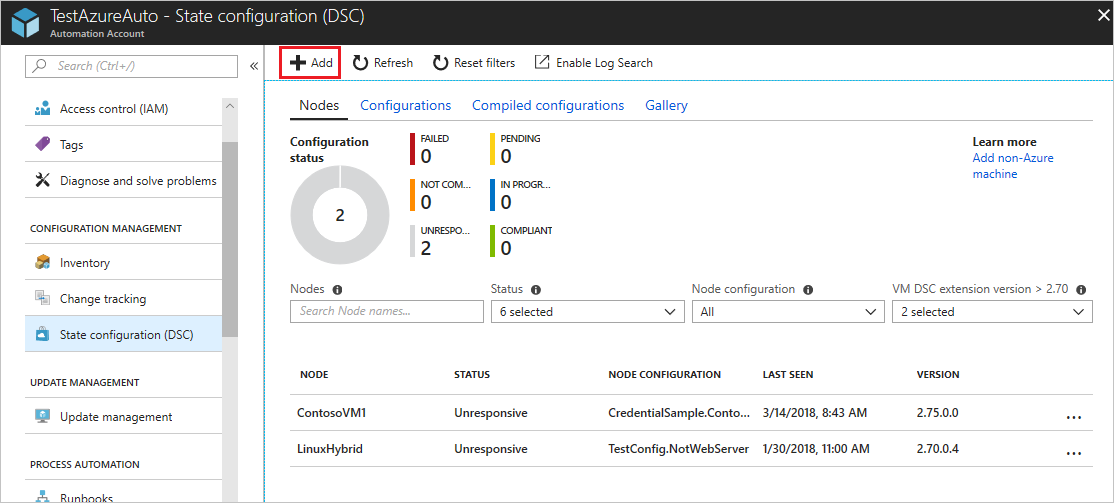 TestAzureAuto - State configuration (DSC)
Automation Account
Search (Ctrl+/)
Access control (IAM)
Tags
Diagnose and solve problems
CONFIGURATION MANAGEMENT
Inventory
Change tracking
State configuration (DSC)
UPDATE MANAGEMENT
Update management
PROCESS AUTOMATION
Runbooks
Add
Refresh
Reset filters
Enable Log Search
Nodes
Configurations
Compiled configurations
Gallery
Configuration
status
2
FAILED
0
PENDING
0
NOT COM...
0
IN PROGR...
0
UNRESPO...
2
COMPLIANT
0
Learn more
Add non-Azure
machine
Nodes
Search Node names...
Status
6 selected
Node configuration
All
VM DSC extension version > 2.70
2 selected
NODE STATUS NODE CONFIGURATION LAST SEEN VERSION
ContosoVM1 Unresponsive CredentialSample.Conto... 3/14/2018, 8:43 AM 2.75.0.0 ...
LinuxHybrid Unresponsive TestConfig.NotWebServer 1/30/2018, 11:00 AM 2.70.0.4 ...